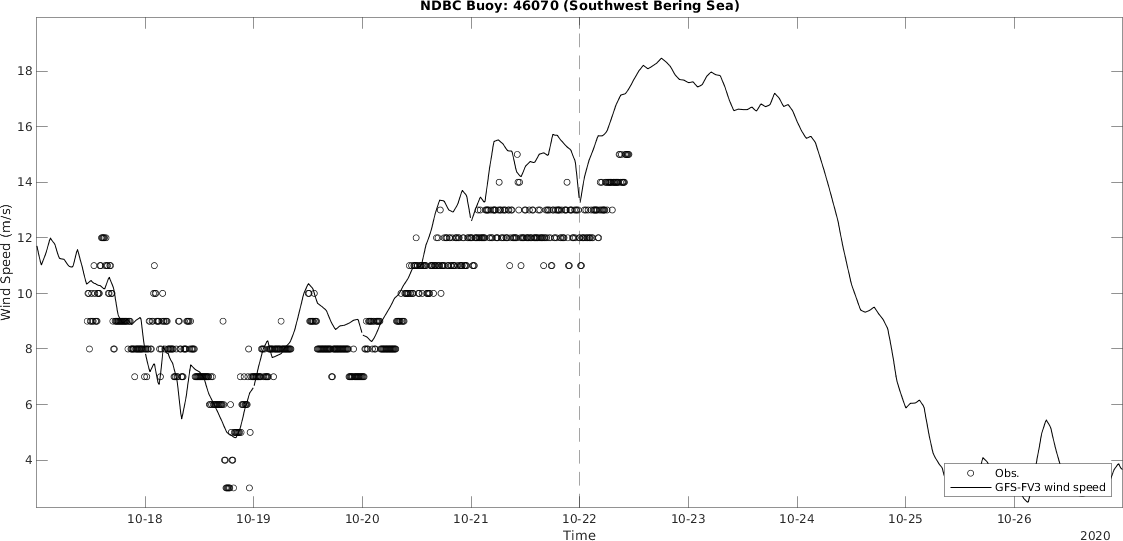 NDBC Buoy: 46070 (Southwest Bering Sea)
Wind Speed (m/s)
18
16
14
12
10
8
6
4
Obs.
GFS-FV3 wind speed
10-18 10-19 10-20 10-21 10-22 10-23 10-24 10-25 10-26
Time
2020